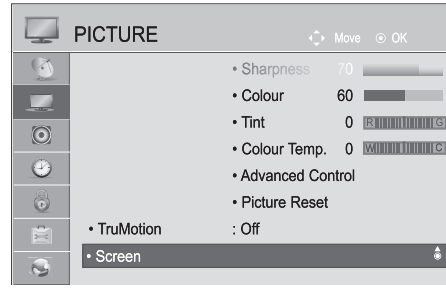 PICTURE Move OK
• Sharpness 70
• Colour 60
• Tint 0 R G
• Colour Temp. 0 W C
• Advanced Control
• Picture Reset
• TruMotion : Off
• Screen